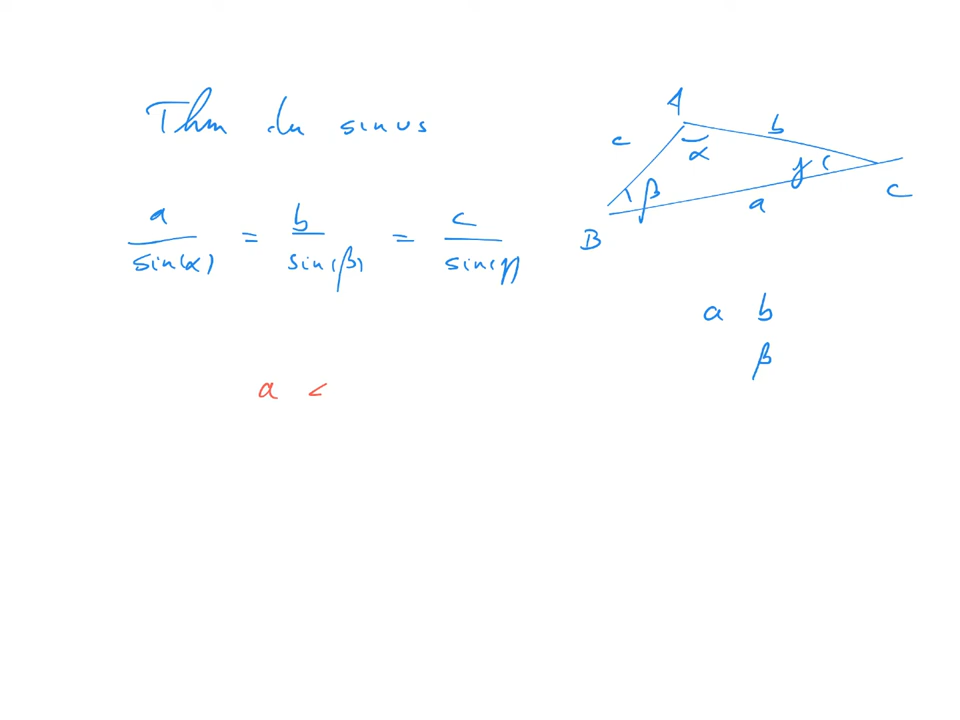 Thm du sinus
A
b
c
α
γ
β
a
C
B
a / sin(α) = b / sin(β) = c / sin(γ)
a b
β
a <